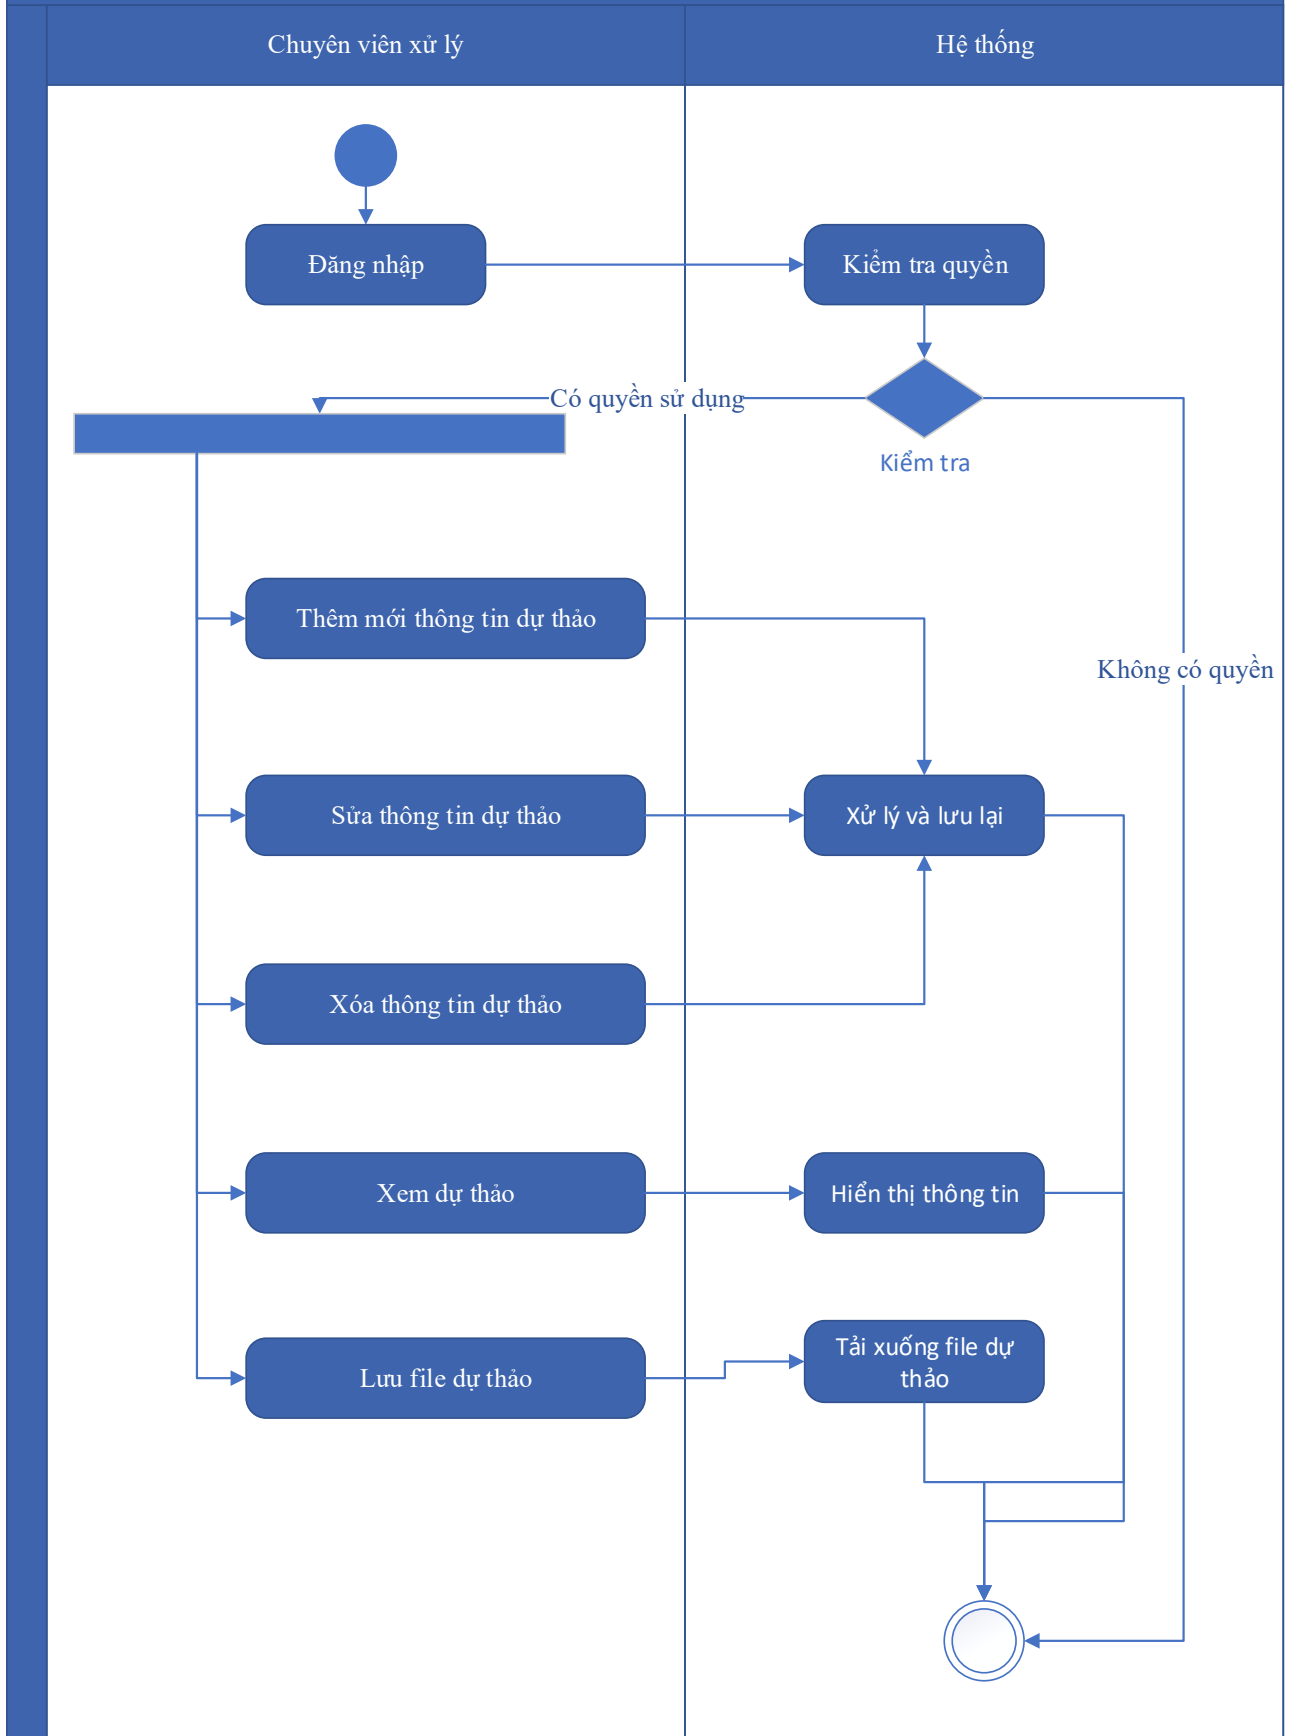 Chuyên viên xử lý
Hệ thống
Đăng nhập
Kiểm tra quyền
Có quyền sử dụng
Kiểm tra
Thêm mới thông tin dự thảo
Không có quyền
Sửa thông tin dự thảo
Xử lý và lưu lại
Xóa thông tin dự thảo
Xem dự thảo
Hiển thị thông tin
Tải xuống file dự
thảo
Lưu file dự thảo